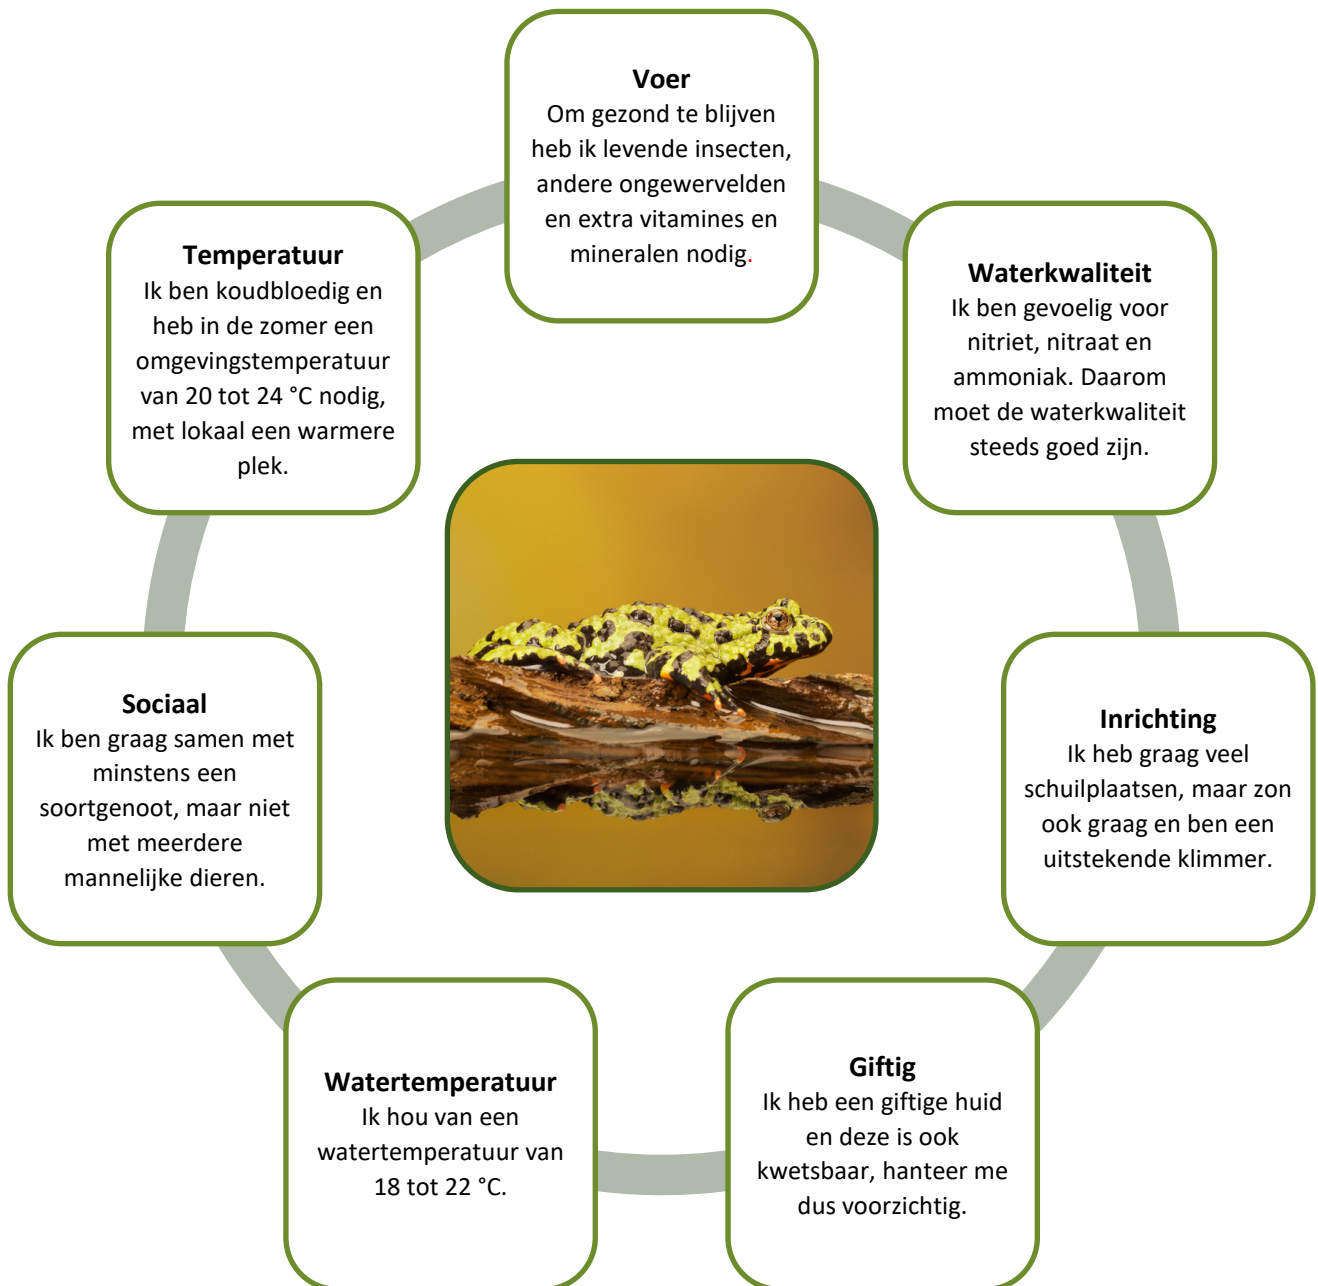 Voer
Om gezond te blijven
heb ik levende insecten,
andere ongewervelden
en extra vitamines en
mineralen nodig.
Waterkwaliteit
Ik ben gevoelig voor
nitriet, nitraat en
ammoniak. Daarom
moet de waterkwaliteit
steeds goed zijn.
Inrichting
Ik heb graag veel
schuilplaatsen, maar zon
ook graag en ben een
uitstekende klimmer.
Giftig
Ik heb een giftige huid
en deze is ook
kwetsbaar, hanteer me
dus voorzichtig.
Watertemperatuur
Ik hou van een
watertemperatuur van
18 tot 22 °C.
Sociaal
Ik ben graag samen met
minstens een
soortgenoot, maar niet
met meerdere
mannelijke dieren.
Temperatuur
Ik ben koudbloedig en
heb in de zomer een
omgevingstemperatuur
van 20 tot 24 °C nodig,
met lokaal een warmere
plek.